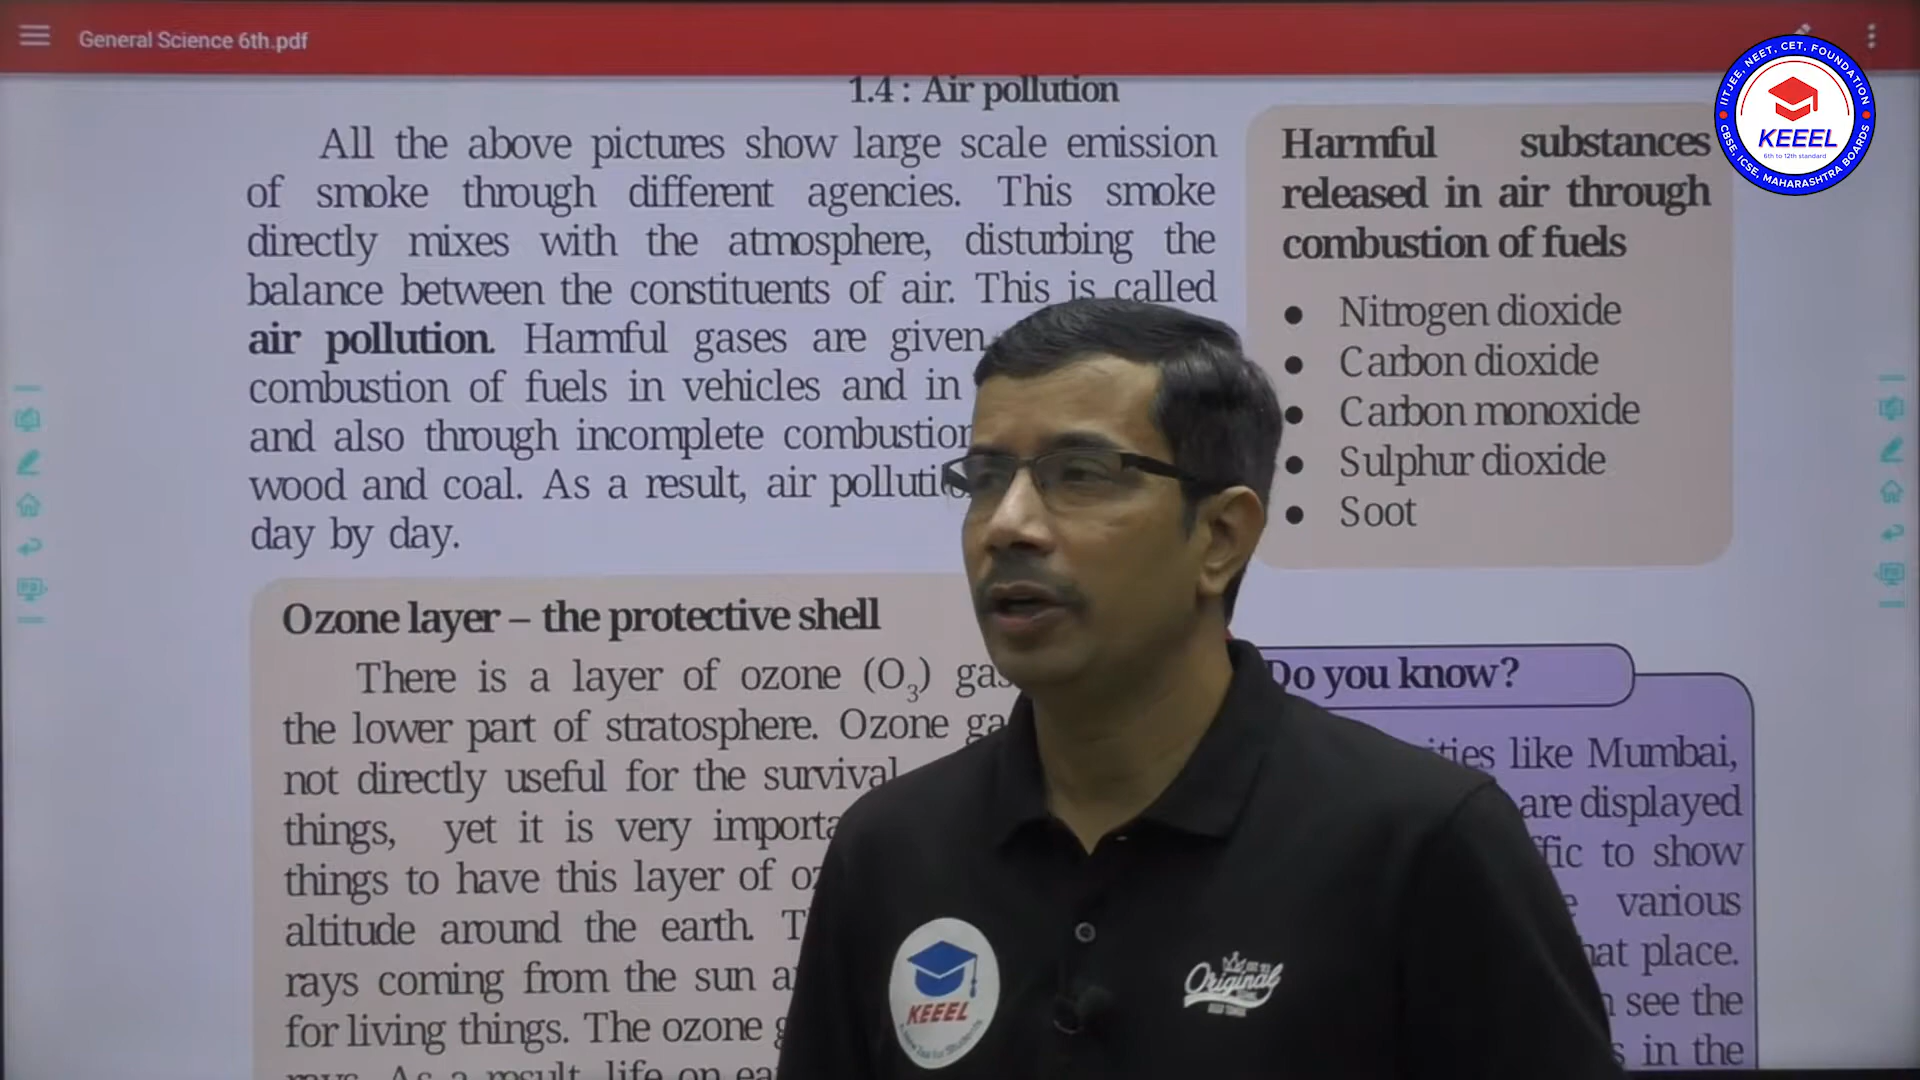 General Science 6th.pdf
1.4 : Air pollution
All the above pictures show large scale emission
of smoke through different agencies. This smoke
directly mixes with the atmosphere, disturbing the
balance between the constituents of air. This is called
air pollution. Harmful gases are given
combustion of fuels in vehicles and in
and also through incomplete combustion
wood and coal. As a result, air
day by day.
Harmful substances
released in air through
combustion of fuels
• Nitrogen dioxide
• Carbon dioxide
• Carbon monoxide
• Sulphur dioxide
• Soot
Ozone layer – the protective shell
There is a layer of ozone (O₃) gas
the lower part of stratosphere. Ozone
not directly useful for the survival
things, yet it is very
things to have this layer of
altitude around the earth.
rays coming from the sun
for living things. The ozone
rays. As a result, life on
Do you know?
like Mumbai,
are displayed
to show
various
place.
see the
in the
IITJEE, NEET, CET, FOUNDATION
KEEEL
6th to 12th standard
CBSE, ICSE, MAHARASHTRA BOARDS
KEEEL
Original